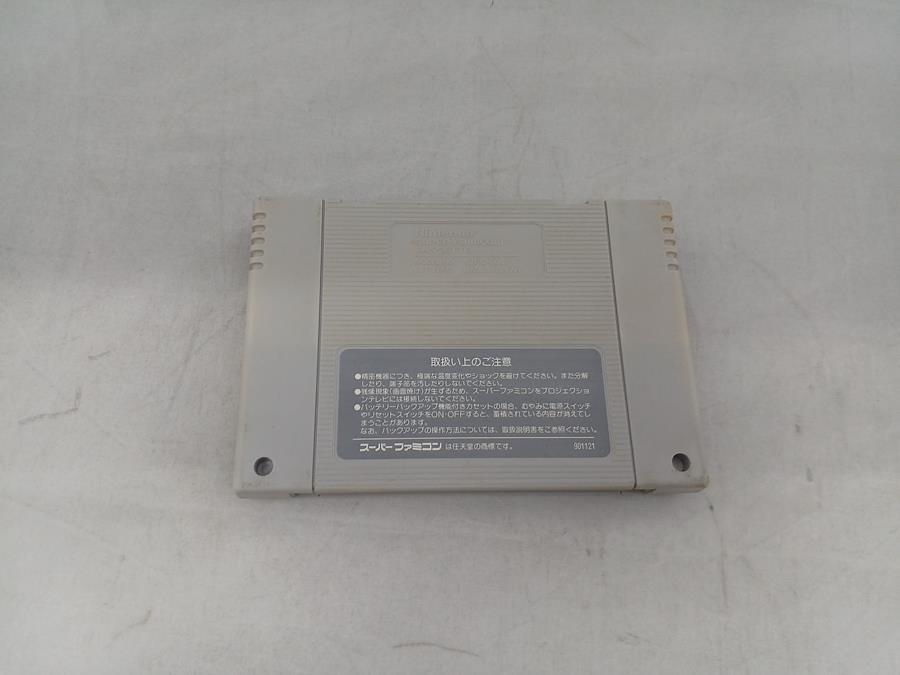 Nintendo
取扱い上のご注意
●精密機器につき、極端な温度変化やショックを避けてください。また分解
したり、端子部を汚したりしないでください。
●残像現象(画面焼け)が生ずるため、スーパーファミコンをプロジェクショ
ンテレビには接続しないでください。
●バッテリーバックアップ機能付きカセットの場合、むやみに電源スイッチ
やリセットスイッチをON・OFFすると、蓄積されている内容が消えてし
まうことがあります。
なお、バックアップの操作方法については、取扱説明書をご参照ください。
スーパーファミコン は任天堂の商標です。 901121